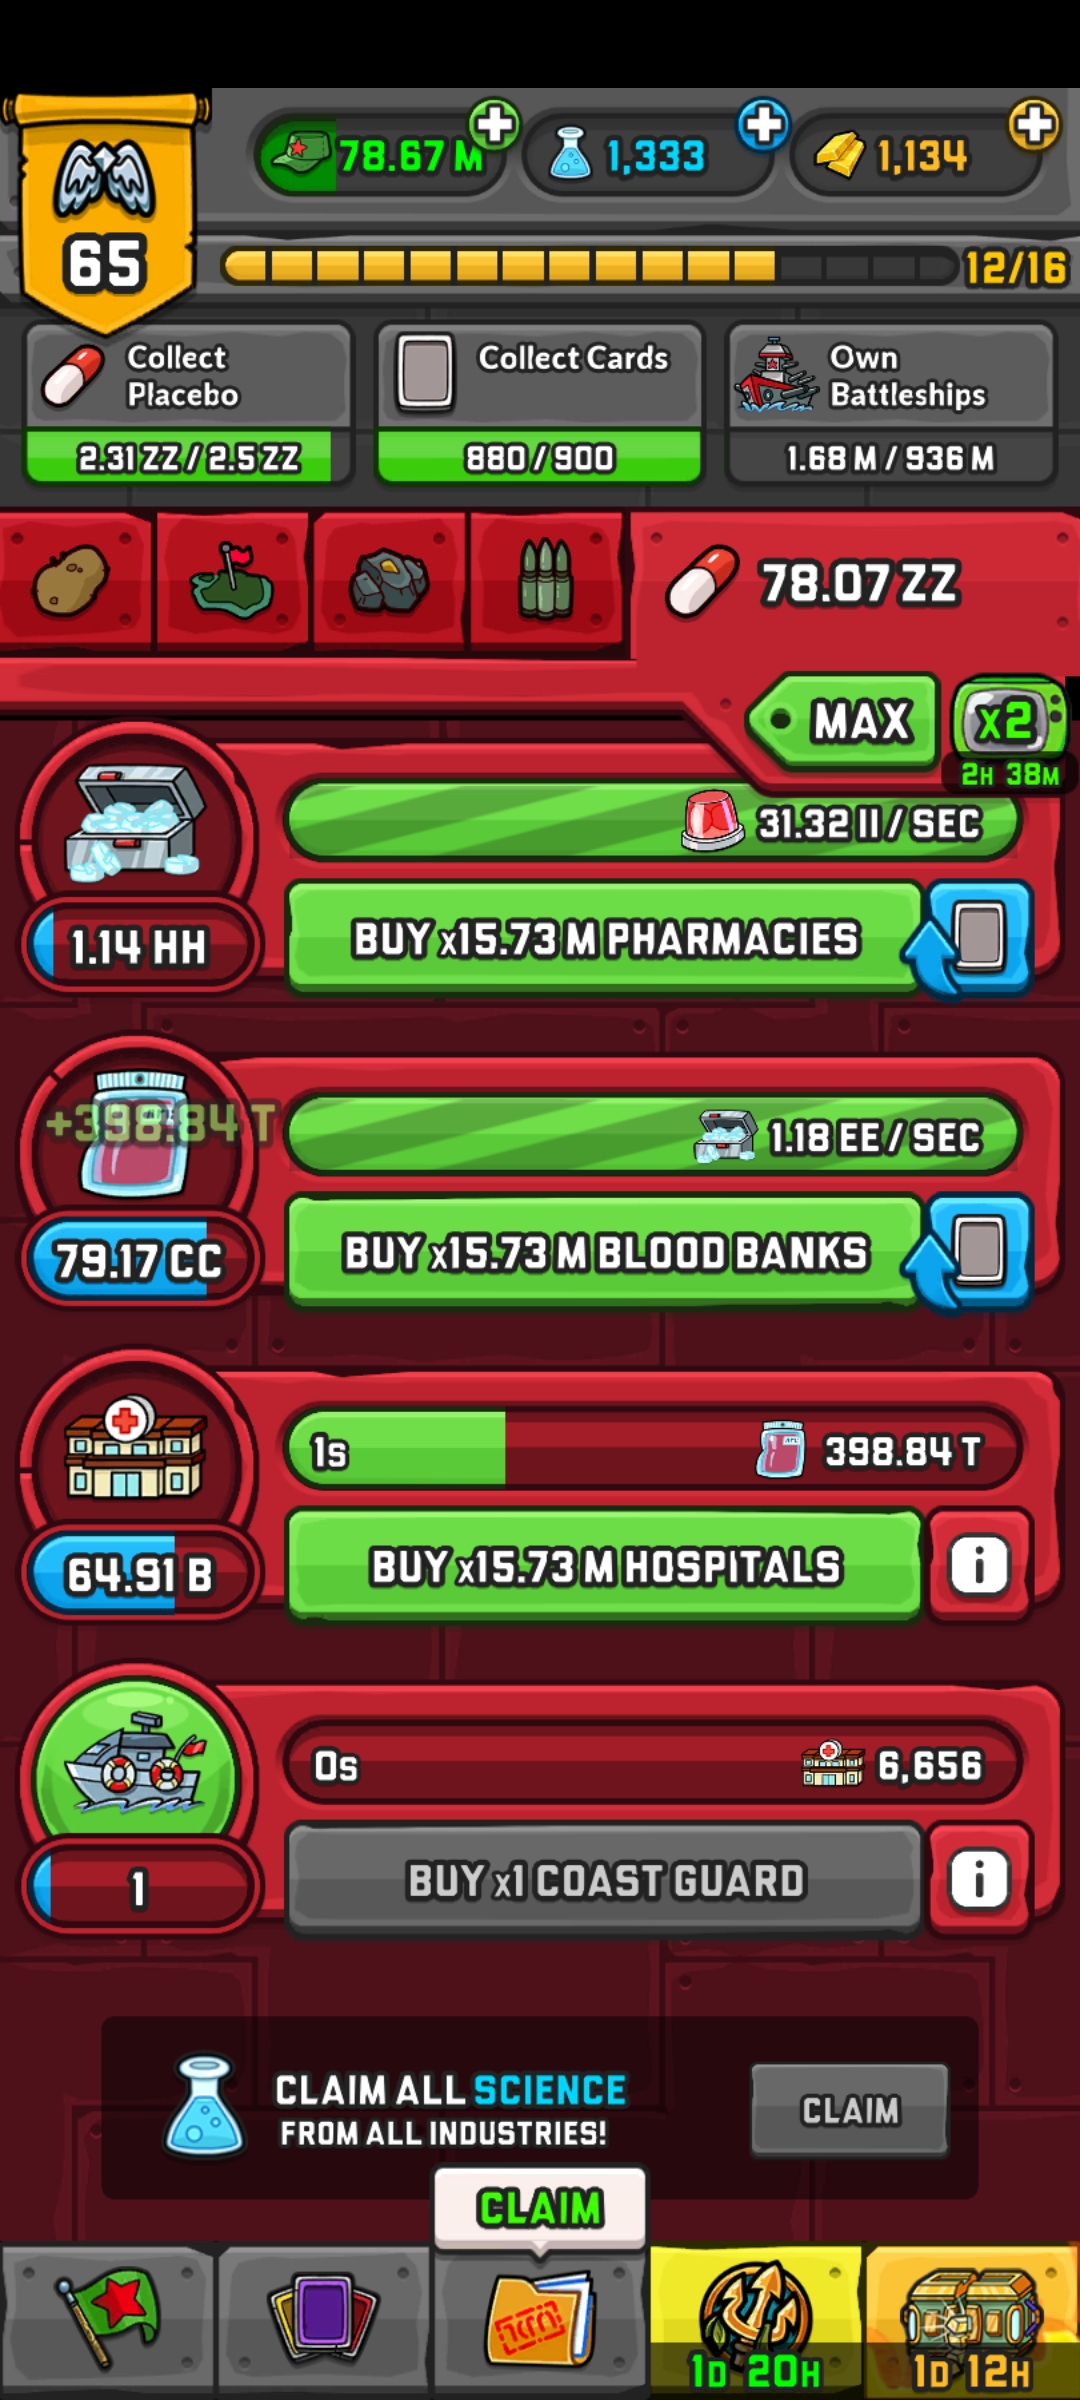 65
78.67 M
1,333
1,134
12/16
Collect
Placebo
2.31 ZZ / 2.5 ZZ
Collect Cards
880 / 900
Own
Battleships
1.68 M / 936 M
78.07 ZZ
MAX
x2
2H 38M
31.32 II / SEC
1.14 HH
BUY x15.73 M PHARMACIES
+398.84 T
1.18 EE / SEC
79.17 CC
BUY x15.73 M BLOOD BANKS
1s
398.84 T
64.91 B
BUY x15.73 M HOSPITALS
i
0s
6,656
1
BUY x1 COAST GUARD
i
CLAIM ALL SCIENCE
FROM ALL INDUSTRIES!
CLAIM
CLAIM
1D 20H
1D 12H